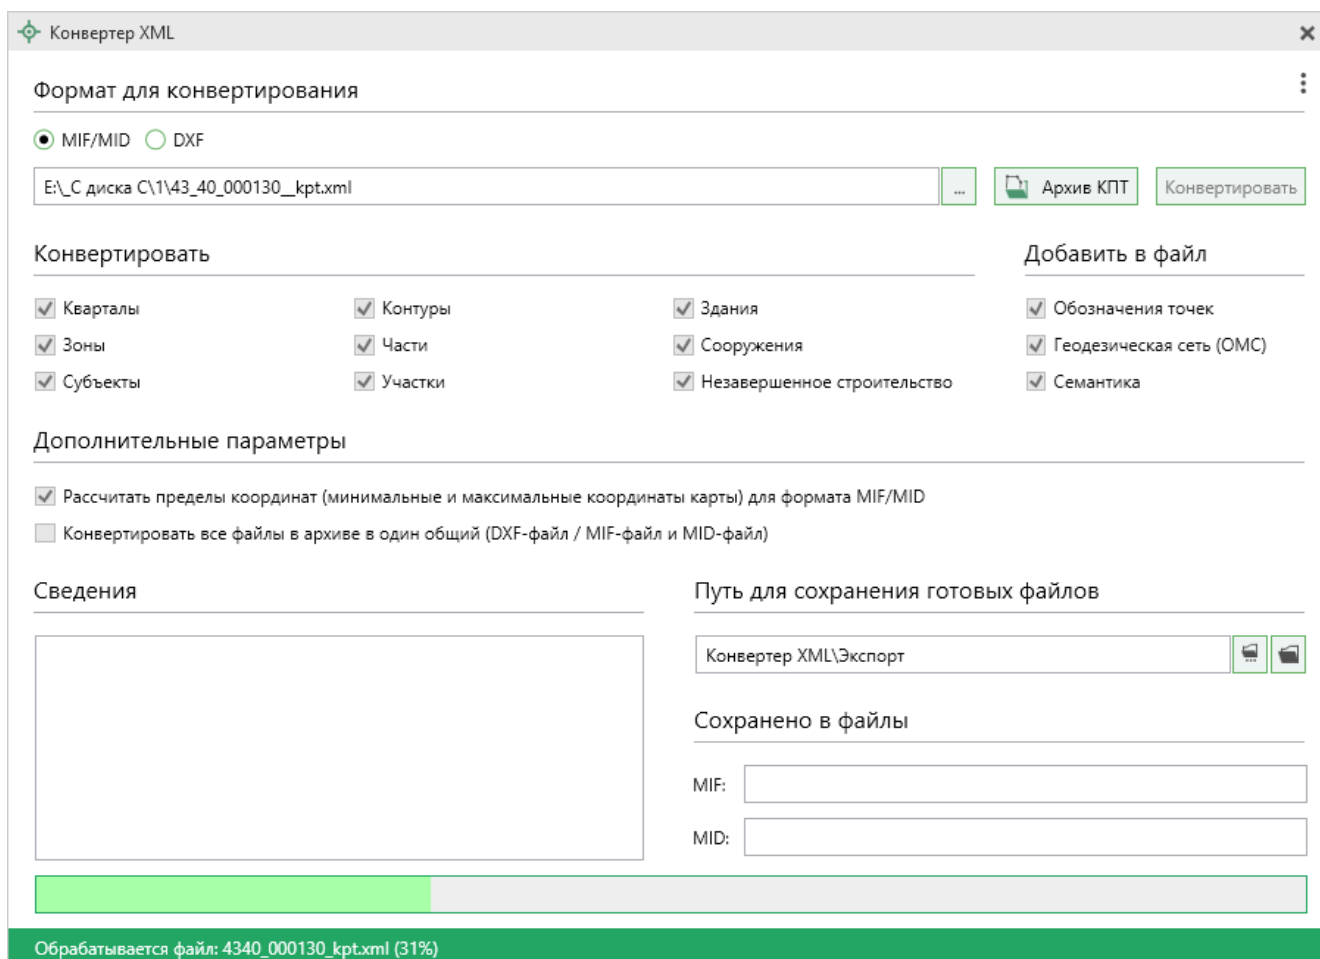 Конвертер XML
Формат для конвертирования
MIF/MID DXF
E:\_С диска С\1\43_40_000130__kpt.xml ... Архив КПТ Конвертировать
Конвертировать Добавить в файл
Кварталы Контуры Здания Обозначения точек
Зоны Части Сооружения Геодезическая сеть (ОМС)
Субъекты Участки Незавершенное строительство Семантика
Дополнительные параметры
Рассчитать пределы координат (минимальные и максимальные координаты карты) для формата MIF/MID
Конвертировать все файлы в архиве в один общий (DXF-файл / MIF-файл и MID-файл)
Сведения Путь для сохранения готовых файлов
Конвертер XML\Экспорт
Сохранено в файлы
MIF:
MID:
Обрабатывается файл: 4340_000130_kpt.xml (31%)